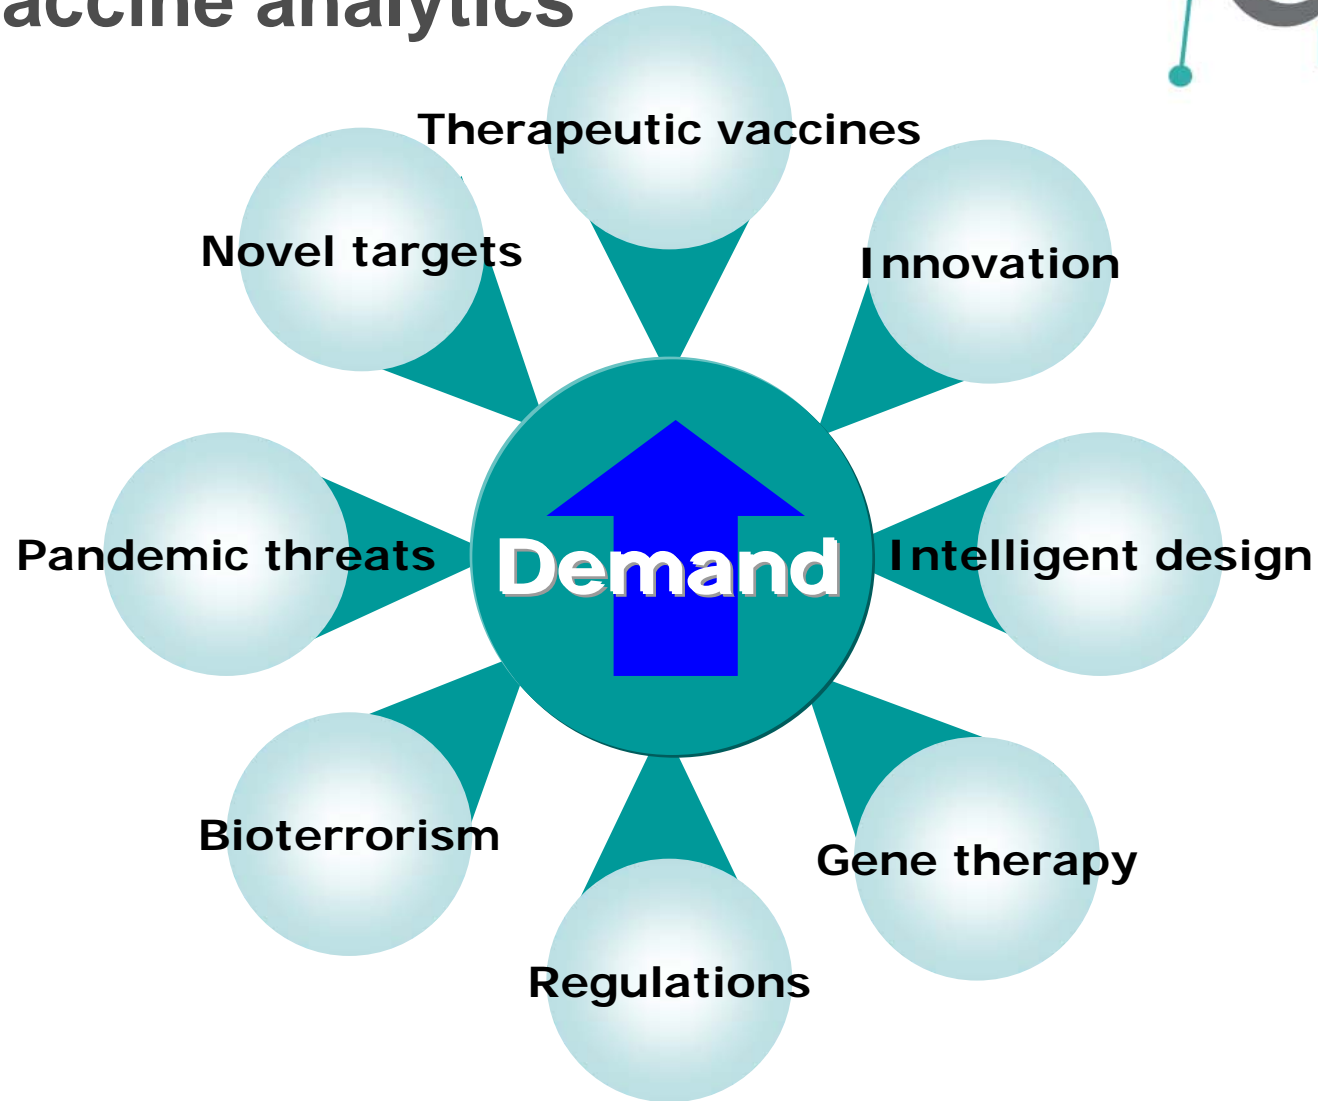 accine analytics
Therapeutic vaccines
Novel targets
Innovation
Pandemic threats
Demand
Intelligent design
Bioterrorism
Gene therapy
Regulations